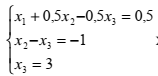 x₁ + 0,5x₂−0,5x₃ = 0,5
x₂−x₃ = −1
x₃ = 3
;